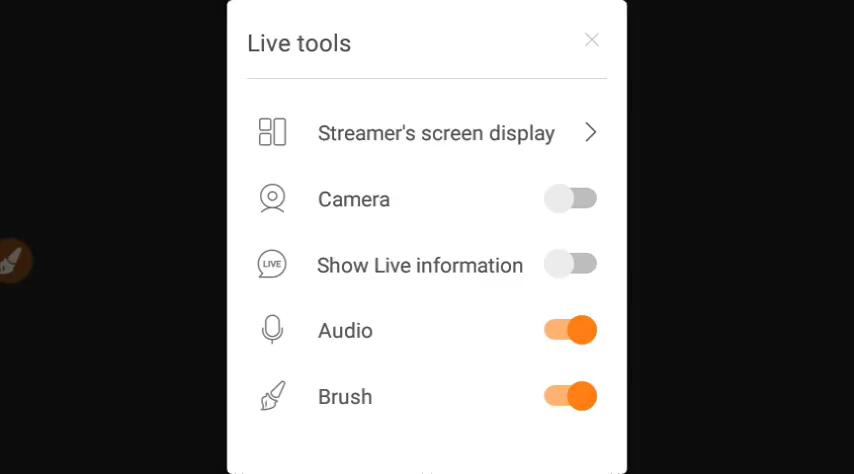 Live tools
Streamer's screen display
Camera
LIVE
Show Live information
Audio
Brush